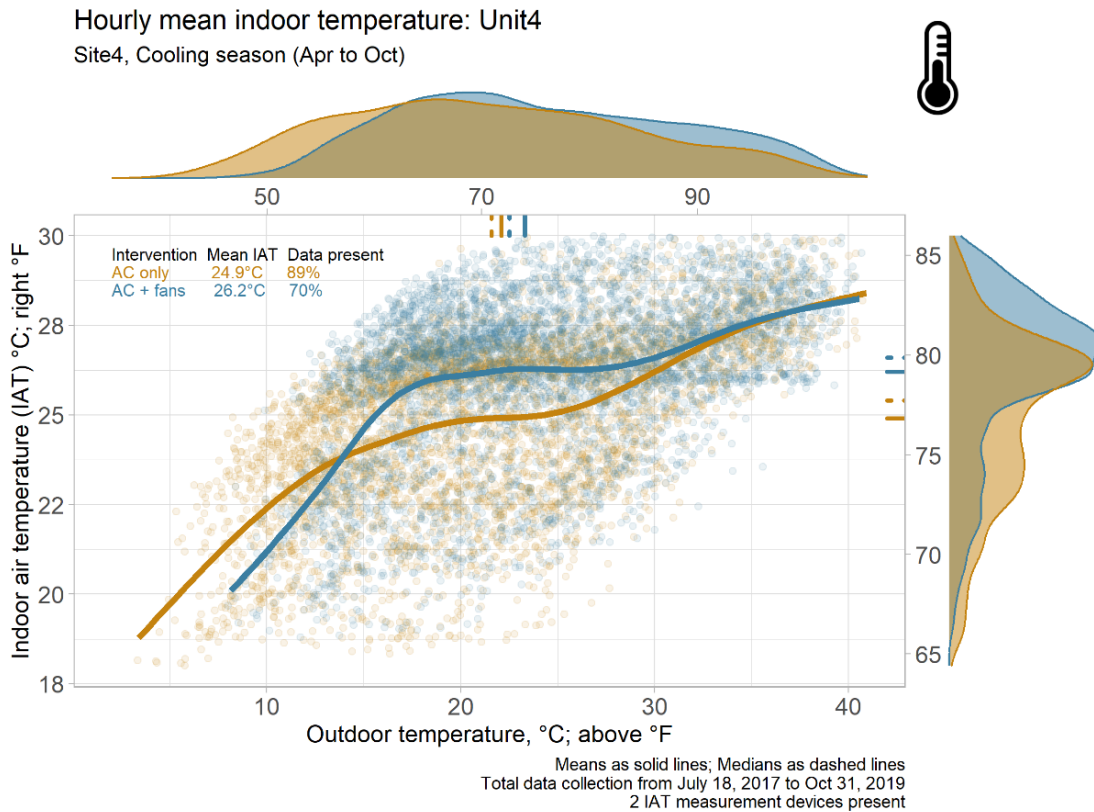 Hourly mean indoor temperature: Unit4
Site4, Cooling season (Apr to Oct)
50 70 90
Intervention Mean IAT Data present
AC only 24.9°C 89%
AC + fans 26.2°C 70%
Indoor air temperature (IAT) °C; right °F
30
28
25
22
20
18
85
80
75
70
65
10 20 30 40
Outdoor temperature, °C; above °F
Means as solid lines; Medians as dashed lines
Total data collection from July 18, 2017 to Oct 31, 2019
2 IAT measurement devices present